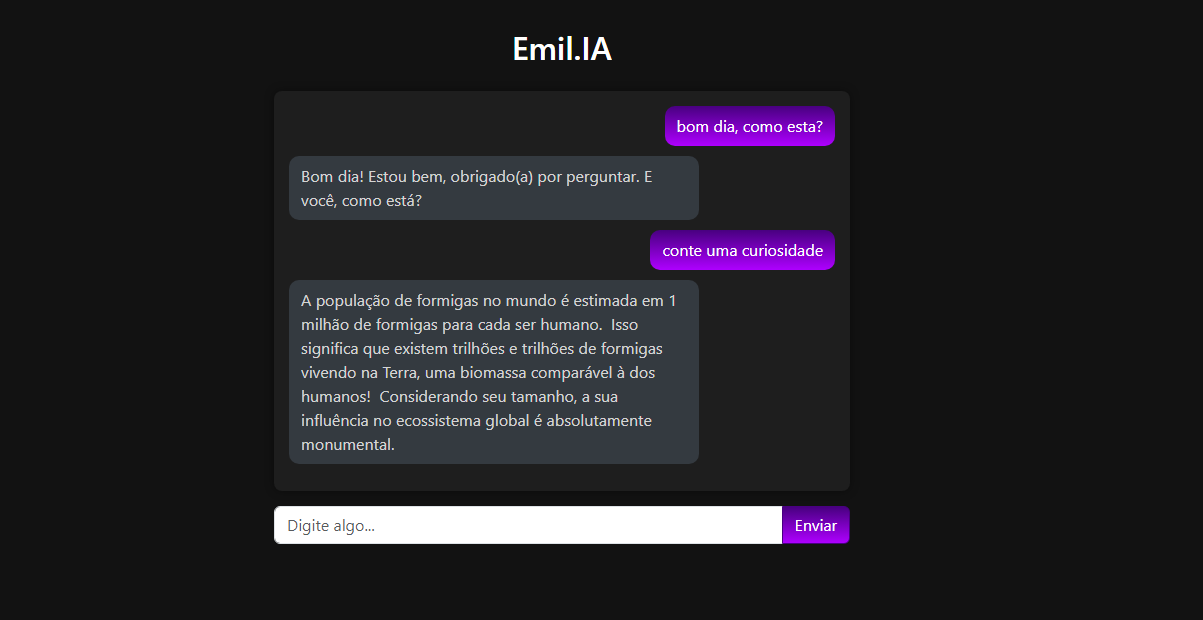 Emil.IA
bom dia, como esta?
Bom dia! Estou bem, obrigado(a) por perguntar. E
você, como está?
conte uma curiosidade
A população de formigas no mundo é estimada em 1
milhão de formigas para cada ser humano.  Isso
significa que existem trilhões e trilhões de formigas
vivendo na Terra, uma biomassa comparável à dos
humanos!  Considerando seu tamanho, a sua
influência no ecossistema global é absolutamente
monumental.
Digite algo...
Enviar